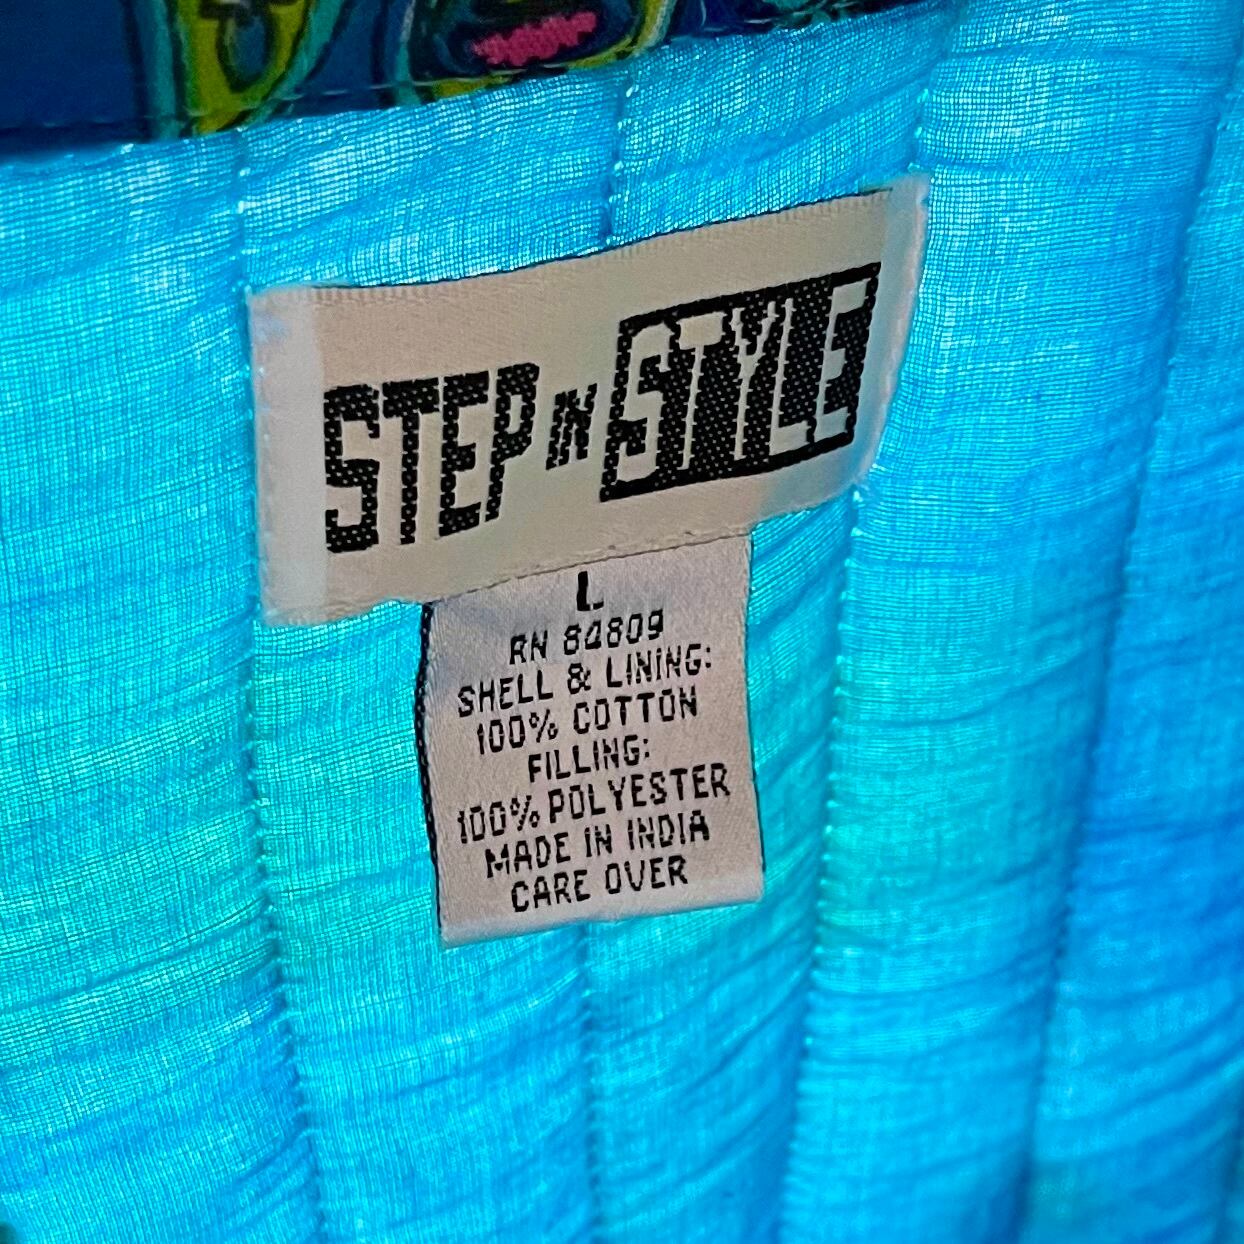 STEP IN STYLE
L
RN 84809
SHELL & LINING:
100% COTTON
FILLING:
100% POLYESTER
MADE IN INDIA
CARE OVER